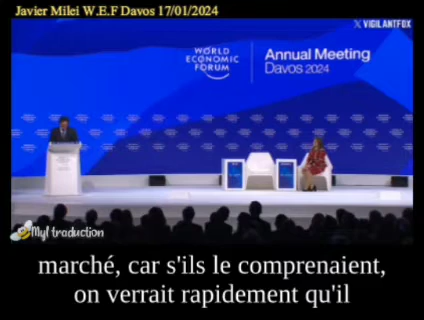 Javier Milei W.E.F Davos 17/01/2024
X VIGILANTFOX
WORLD
ECONOMIC
FORUM
Annual Meeting
Davos 2024
Myl traduction
marché, car s'ils le comprenaient,
on verrait rapidement qu'il